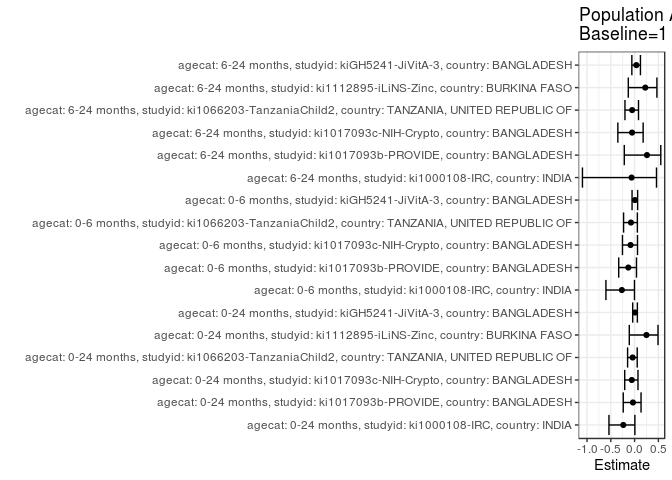 Population
Baseline=1
agecat: 6-24 months, studyid: kiGH5241-JiVitA-3, country: BANGLADESH
agecat: 6-24 months, studyid: ki1112895-iLiNS-Zinc, country: BURKINA FASO
agecat: 6-24 months, studyid: ki1066203-TanzaniaChild2, country: TANZANIA, UNITED REPUBLIC OF
agecat: 6-24 months, studyid: ki1017093c-NIH-Crypto, country: BANGLADESH
agecat: 6-24 months, studyid: ki1017093b-PROVIDE, country: BANGLADESH
agecat: 6-24 months, studyid: ki1000108-IRC, country: INDIA
agecat: 0-6 months, studyid: kiGH5241-JiVitA-3, country: BANGLADESH
agecat: 0-6 months, studyid: ki1066203-TanzaniaChild2, country: TANZANIA, UNITED REPUBLIC OF
agecat: 0-6 months, studyid: ki1017093c-NIH-Crypto, country: BANGLADESH
agecat: 0-6 months, studyid: ki1017093b-PROVIDE, country: BANGLADESH
agecat: 0-6 months, studyid: ki1000108-IRC, country: INDIA
agecat: 0-24 months, studyid: kiGH5241-JiVitA-3, country: BANGLADESH
agecat: 0-24 months, studyid: ki1112895-iLiNS-Zinc, country: BURKINA FASO
agecat: 0-24 months, studyid: ki1066203-TanzaniaChild2, country: TANZANIA, UNITED REPUBLIC OF
agecat: 0-24 months, studyid: ki1017093c-NIH-Crypto, country: BANGLADESH
agecat: 0-24 months, studyid: ki1017093b-PROVIDE, country: BANGLADESH
agecat: 0-24 months, studyid: ki1000108-IRC, country: INDIA
-1.0 -0.5 0.0 0.5
Estimate